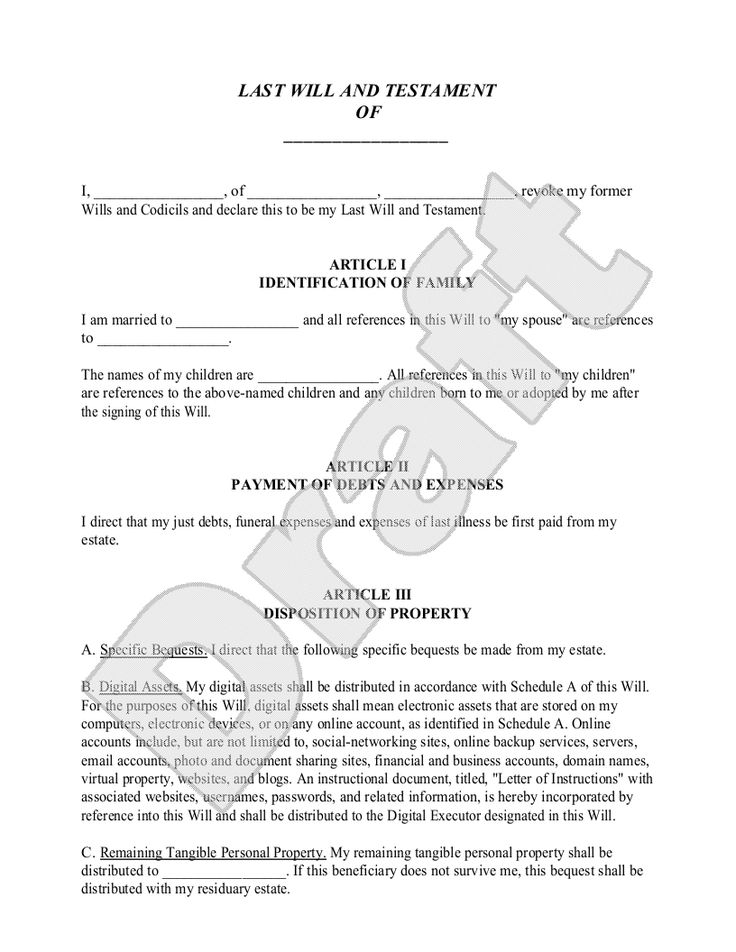 LAST WILL AND TESTAMENT
OF
_________________
I, _________________, of _________________, _________________, revoke my former
Wills and Codicils and declare this to be my Last Will and Testament.
ARTICLE I
IDENTIFICATION OF FAMILY
I am married to ________________ and all references in this Will to "my spouse" are references
to _________________.
The names of my children are ________________. All references in this Will to "my children"
are references to the above-named children and any children born to me or adopted by me after
the signing of this Will.
ARTICLE II
PAYMENT OF DEBTS AND EXPENSES
I direct that my just debts, funeral expenses and expenses of last illness be first paid from my
estate.
ARTICLE III
DISPOSITION OF PROPERTY
A. Specific Bequests. I direct that the following specific bequests be made from my estate.
B. Digital Assets. My digital assets shall be distributed in accordance with Schedule A of this Will.
For the purposes of this Will, digital assets shall mean electronic assets that are stored on my
computers, electronic devices, or on any online account, as identified in Schedule A. Online
accounts include, but are not limited to, social-networking sites, online backup services, servers,
email accounts, photo and document sharing sites, financial and business accounts, domain names,
virtual property, websites, and blogs. An instructional document, titled, "Letter of Instructions" with
associated websites, usernames, passwords, and related information, is hereby incorporated by
reference into this Will and shall be distributed to the Digital Executor designated in this Will.
C. Remaining Tangible Personal Property. My remaining tangible personal property shall be
distributed to ________________. If this beneficiary does not survive me, this bequest shall be
distributed with my residuary estate.
Draft